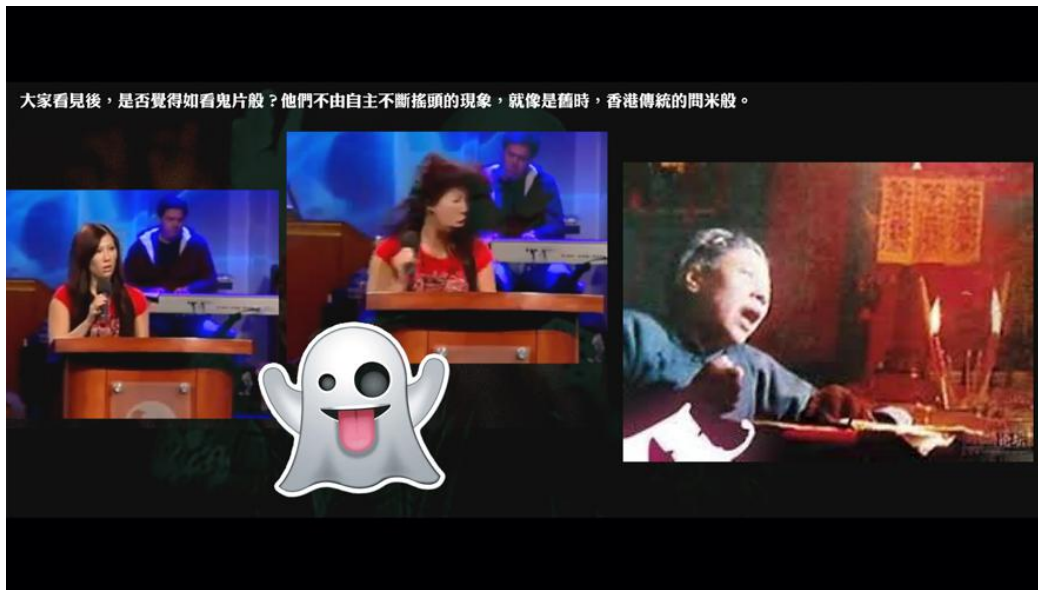 大家看見後，是否覺得如看鬼片般？他們不由自主不斷搖頭的現象，就像是舊時，香港傳統的問米般。
论坛